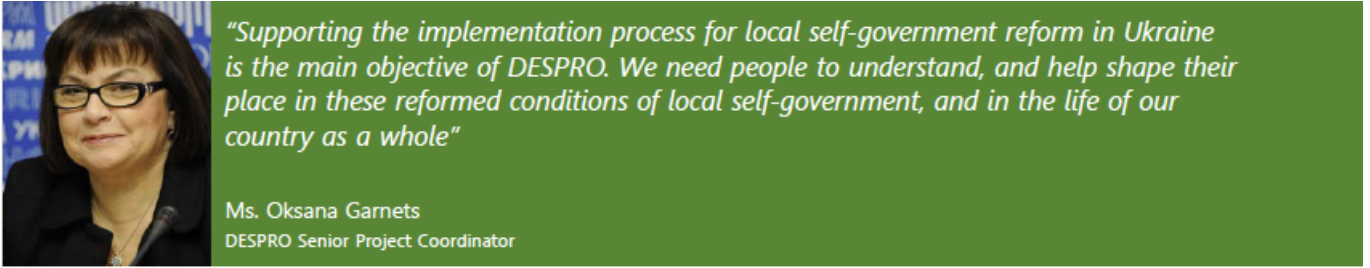 “Supporting the implementation process for local self-government reform in Ukraine
is the main objective of DESPRO. We need people to understand, and help shape their
place in these reformed conditions of local self-government, and in the life of our
country as a whole”
Ms. Oksana Garnets
DESPRO Senior Project Coordinator